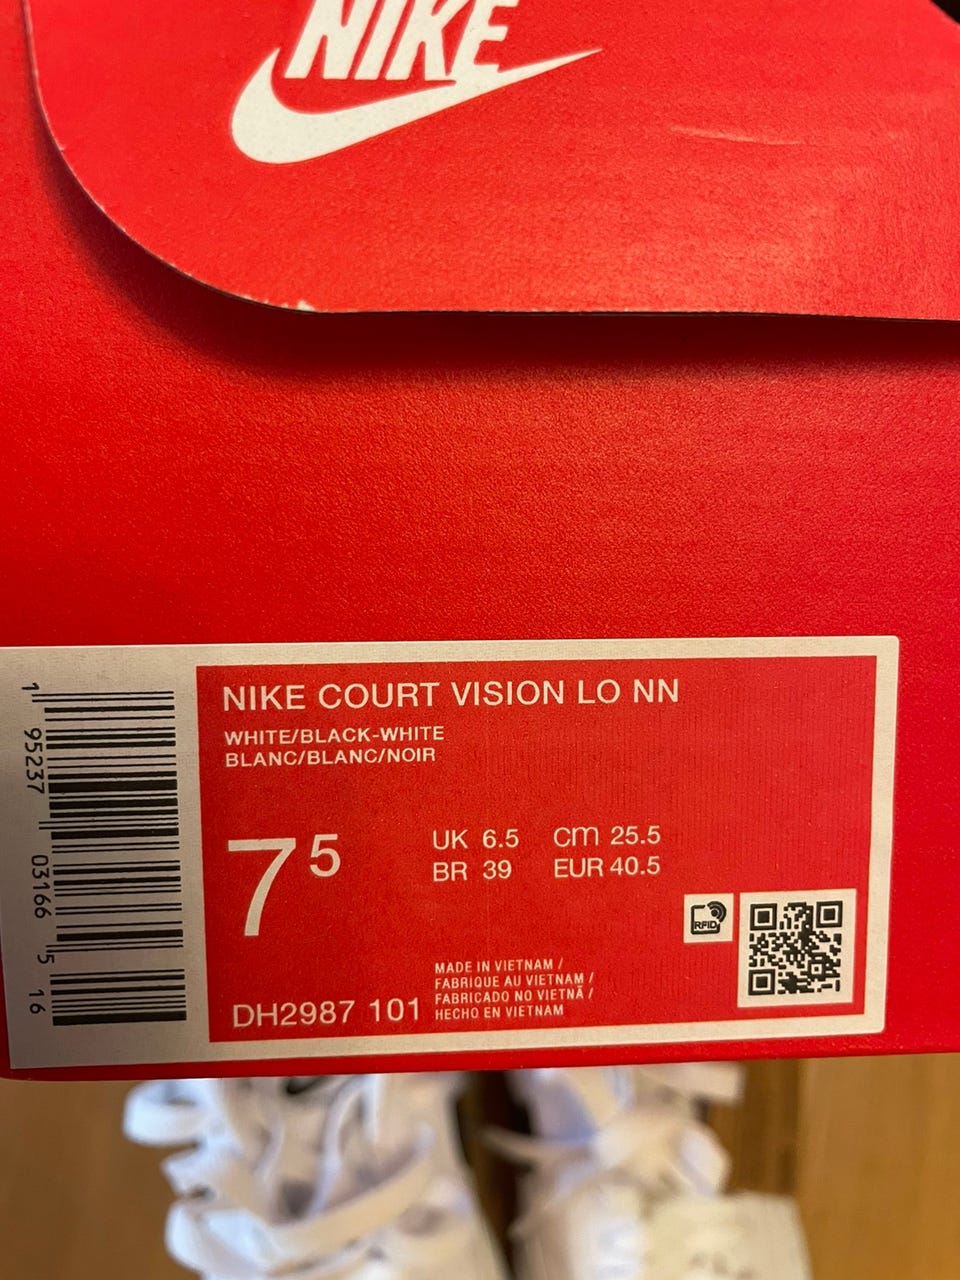 NIKE
NIKE COURT VISION LO NN
WHITE/BLACK-WHITE
BLANC/BLANC/NOIR
7 5
UK 6.5 CM 25.5
BR 39 EUR 40.5
RFID
MADE IN VIETNAM /
FABRIQUE AU VIETNAM /
FABRICADO NO VIETNÃ /
HECHO EN VIETNAM
DH2987 101
1 95237 03166 5 16